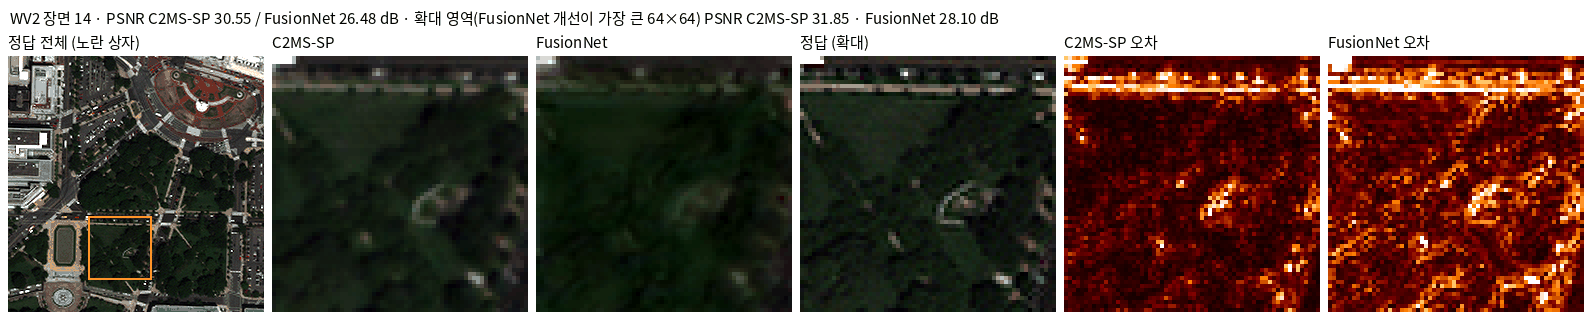 WV2 장면 14 · PSNR C2MS-SP 30.55 / FusionNet 26.48 dB · 확대 영역(FusionNet 개선이 가장 큰 64×64) PSNR C2MS-SP 31.85 · FusionNet 28.10 dB
정답 전체 (노란 상자)
C2MS-SP
FusionNet
정답 (확대)
C2MS-SP 오차
FusionNet 오차